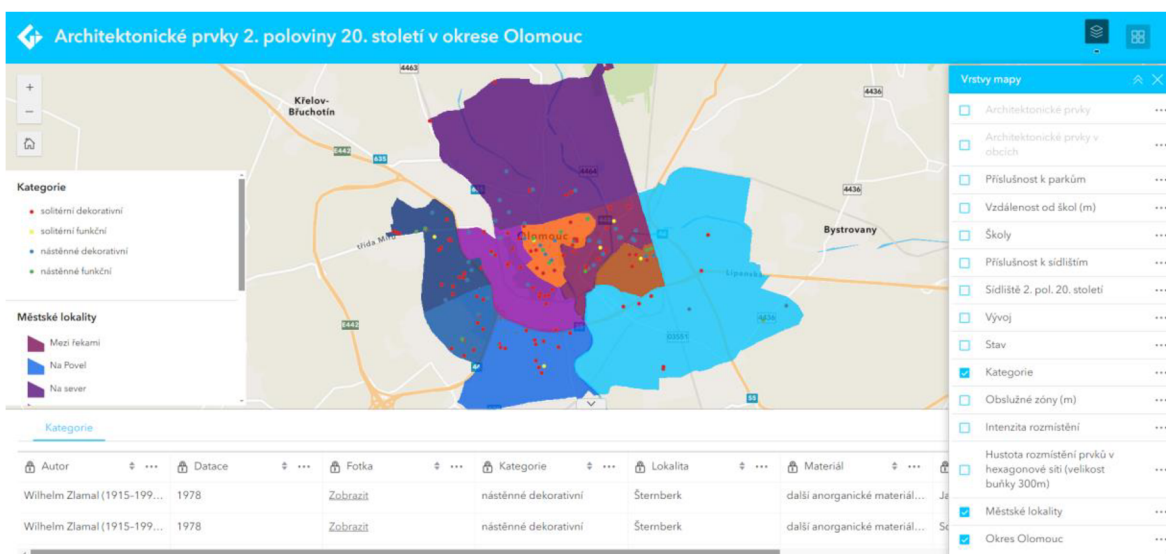 Architektonické prvky 2. poloviny 20. století v okrese Olomouc
4463
Křelov-
Břuchotín
4436
E442
635
4464
4436
třída Míru
Olomouc
Bystrovany
Lipenská
E442
4436
03551
46
55
Kategorie
solitérní dekorativní
solitérní funkční
nástěnné dekorativní
nástěnné funkční
Městské lokality
Mezi řekami
Na Povel
Na sever
Vrstvy mapy
Architektonické prvky
Architektonické prvky v
obcích
Příslušnost k parkům
Vzdálenost od škol (m)
Školy
Příslušnost k sídlištím
Sídliště 2. pol. 20. století
Vývoj
Stav
Kategorie
Obslužné zóny (m)
Intenzita rozmístění
Hustota rozmístění prvků v
hexagonové síti (velikost
buňky 300m)
Městské lokality
Okres Olomouc
Kategorie
Autor Datace Fotka Kategorie Lokalita Materiál
Wilhelm Zlamal (1915-199... 1978 Zobrazit nástěnné dekorativní Šternberk další anorganické materiál...
Wilhelm Zlamal (1915-199... 1978 Zobrazit nástěnné dekorativní Šternberk další anorganické materiál...